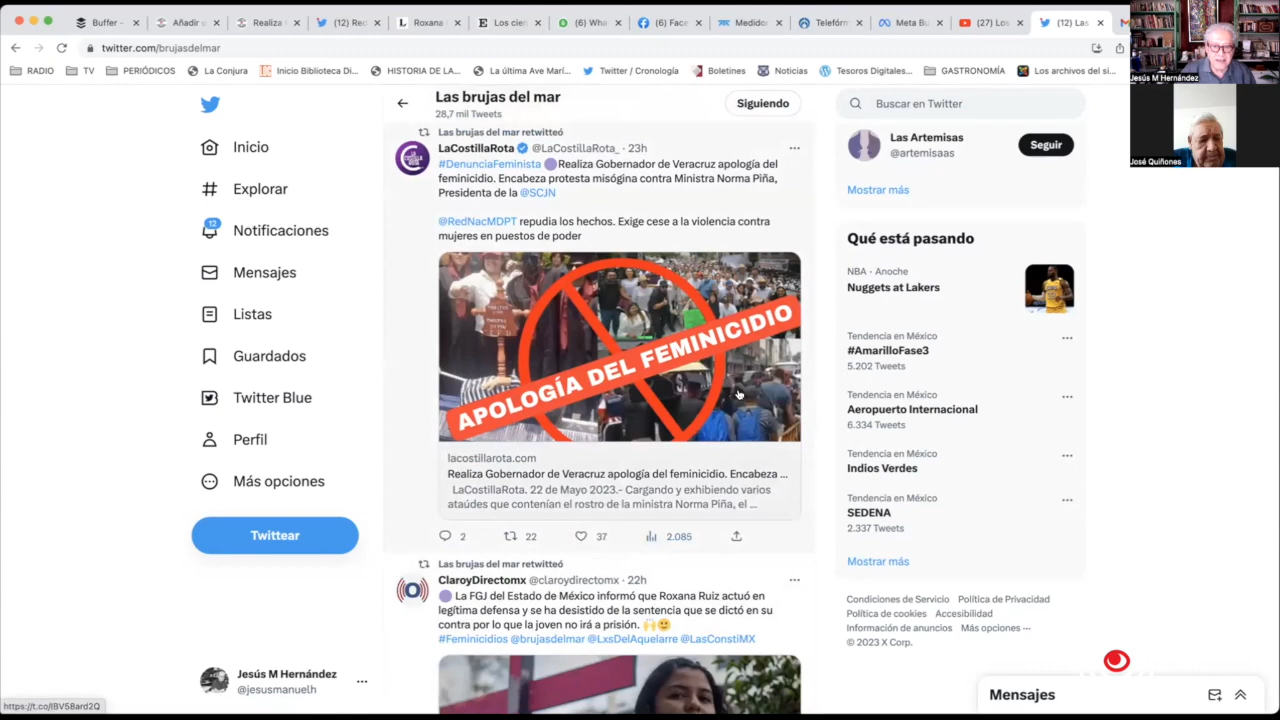 Buffer -
Añadir u
Realiza
(12) Rec
Roxana
Los cien
(6) Wha
(6) Face
Medidor
Telefórm
Meta Bu
(27) Los
(12) Las
twitter.com/brujasdelmar
RADIO
TV
PERIÓDICOS
La Conjura
Inicio Biblioteca Di...
HISTORIA DE LA...
La última Ave Marí...
Twitter / Cronología
Boletines
Noticias
Tesoros Digitales...
GASTRONOMÍA
Los archivos del si...
Jesús M Hernández
José Quiñones
Inicio
Explorar
12
Notificaciones
Mensajes
Listas
Guardados
Twitter Blue
Perfil
Más opciones
Twittear
Jesús M Hernández
@jesusmanuelh
https://t.co/IBV58ard2Q
Las brujas del mar
28,7 mil Tweets
Siguiendo
Las brujas del mar retwitteó
LaCostillaRota @LaCostillaRota_ · 23h
#DenunciaFeminista Realiza Gobernador de Veracruz apología del
feminicidio. Encabeza protesta misógina contra Ministra Norma Piña,
Presidenta de la @SCJN
@RedNacMDPT repudia los hechos. Exige cese a la violencia contra
mujeres en puestos de poder
APOLOGÍA DEL FEMINICIDIO
lacostillarota.com
Realiza Gobernador de Veracruz apología del feminicidio. Encabeza ...
LaCostillaRota. 22 de Mayo 2023.- Cargando y exhibiendo varios
ataúdes que contenían el rostro de la ministra Norma Piña, el ...
2
22
37
2.085
Las brujas del mar retwitteó
ClaroyDirectomx @claroydirectomx · 22h
La FGJ del Estado de México informó que Roxana Ruiz actuó en
legítima defensa y se ha desistido de la sentencia que se dictó en su
contra por lo que la joven no irá a prisión. 🙌🙂
#Feminicidios @brujasdelmar @LxsDelAquelarre @LasConstiMX
Buscar en Twitter
Las Artemisas
@artemisaas
Seguir
Mostrar más
Qué está pasando
NBA · Anoche
Nuggets at Lakers
Tendencia en México
#AmarilloFase3
5.202 Tweets
Tendencia en México
Aeropuerto Internacional
6.334 Tweets
Tendencia en México
Indios Verdes
Tendencia en México
SEDENA
2.337 Tweets
Mostrar más
Condiciones de Servicio Política de Privacidad
Política de cookies Accesibilidad
Información de anuncios Más opciones ···
© 2023 X Corp.
Mensajes